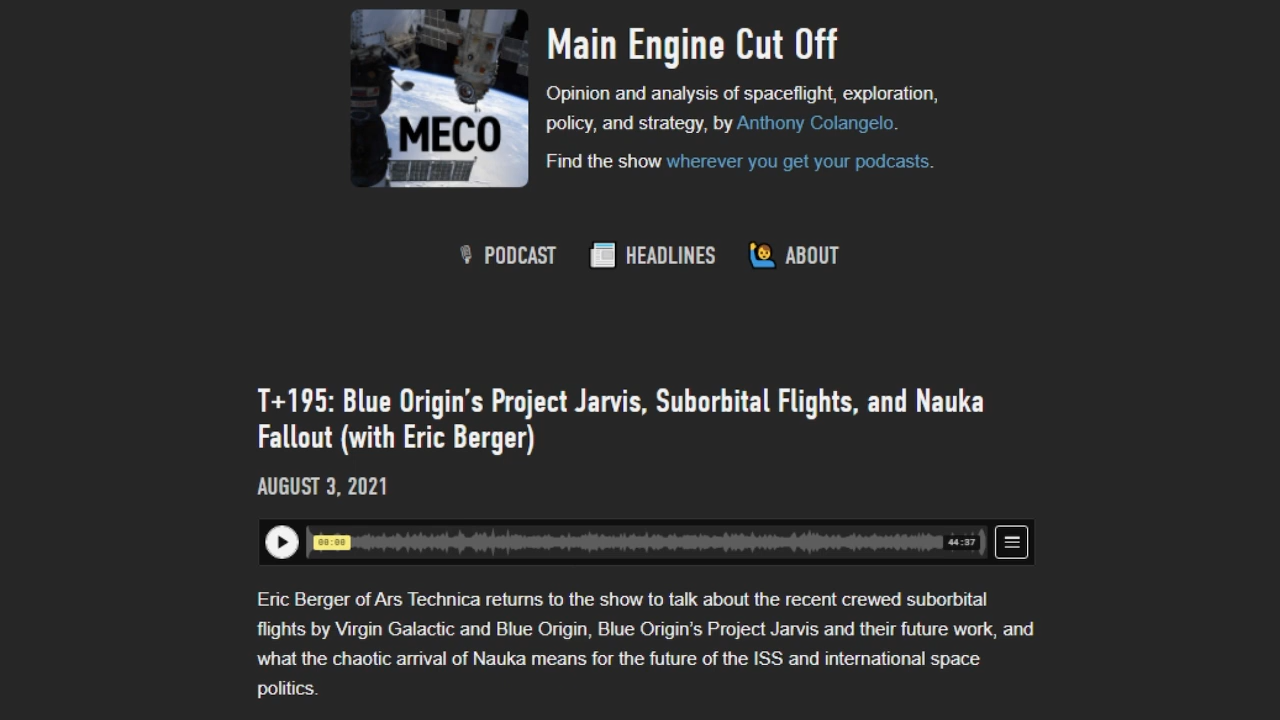 MECO
Main Engine Cut Off
Opinion and analysis of spaceflight, exploration,
policy, and strategy, by Anthony Colangelo.
Find the show wherever you get your podcasts.
PODCAST
HEADLINES
ABOUT
T+195: Blue Origin’s Project Jarvis, Suborbital Flights, and Nauka
Fallout (with Eric Berger)
AUGUST 3, 2021
00:00
44:37
Eric Berger of Ars Technica returns to the show to talk about the recent crewed suborbital
flights by Virgin Galactic and Blue Origin, Blue Origin’s Project Jarvis and their future work, and
what the chaotic arrival of Nauka means for the future of the ISS and international space
politics.